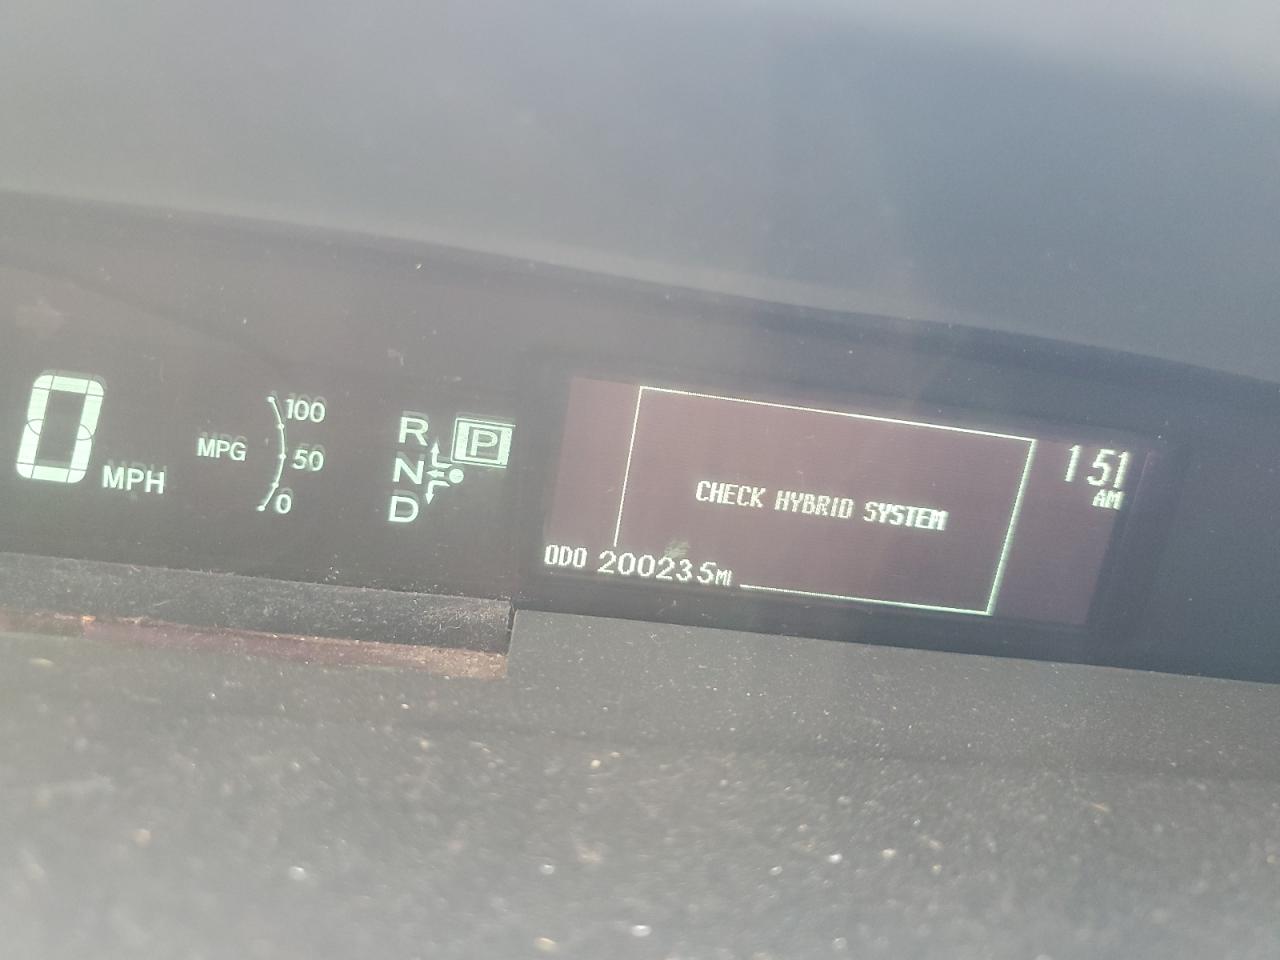 0 MPH
MPG
100
50
0
R
N
D
P
CHECK HYBRID SYSTEM
1 51
AM
ODO 200235MI